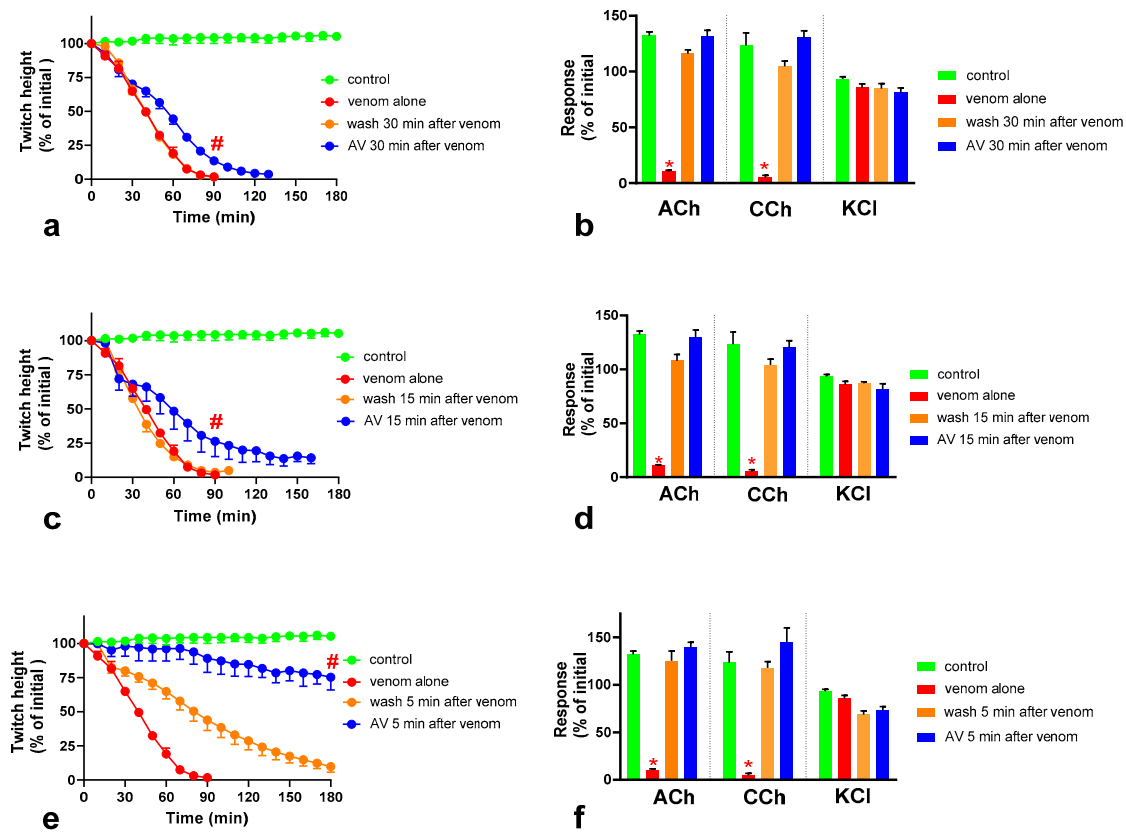 Twitch height
(% of initial )
100
75
50
25
0
0 30 60 90 120 150 180
Time (min)
#
control
venom alone
wash 30 min after venom
AV 30 min after venom
a
Response
(% of initial)
150
100
50
0
* *
ACh CCh KCl
control
venom alone
wash 30 min after venom
AV 30 min after venom
b
Twitch height
(% of initial )
100
75
50
25
0
0 30 60 90 120 150 180
Time (min)
#
control
venom alone
wash 15 min after venom
AV 15 min after venom
c
Response
(% of initial)
150
100
50
0
* *
ACh CCh KCl
control
venom alone
wash 15 min after venom
AV 15 min after venom
d
Twitch height
(% of initial )
100
75
50
25
0
0 30 60 90 120 150 180
Time (min)
#
control
venom alone
wash 5 min after venom
AV 5 min after venom
e
Response
(% of initial)
150
100
50
0
* *
ACh CCh KCl
control
venom alone
wash 5 min after venom
AV 5 min after venom
f